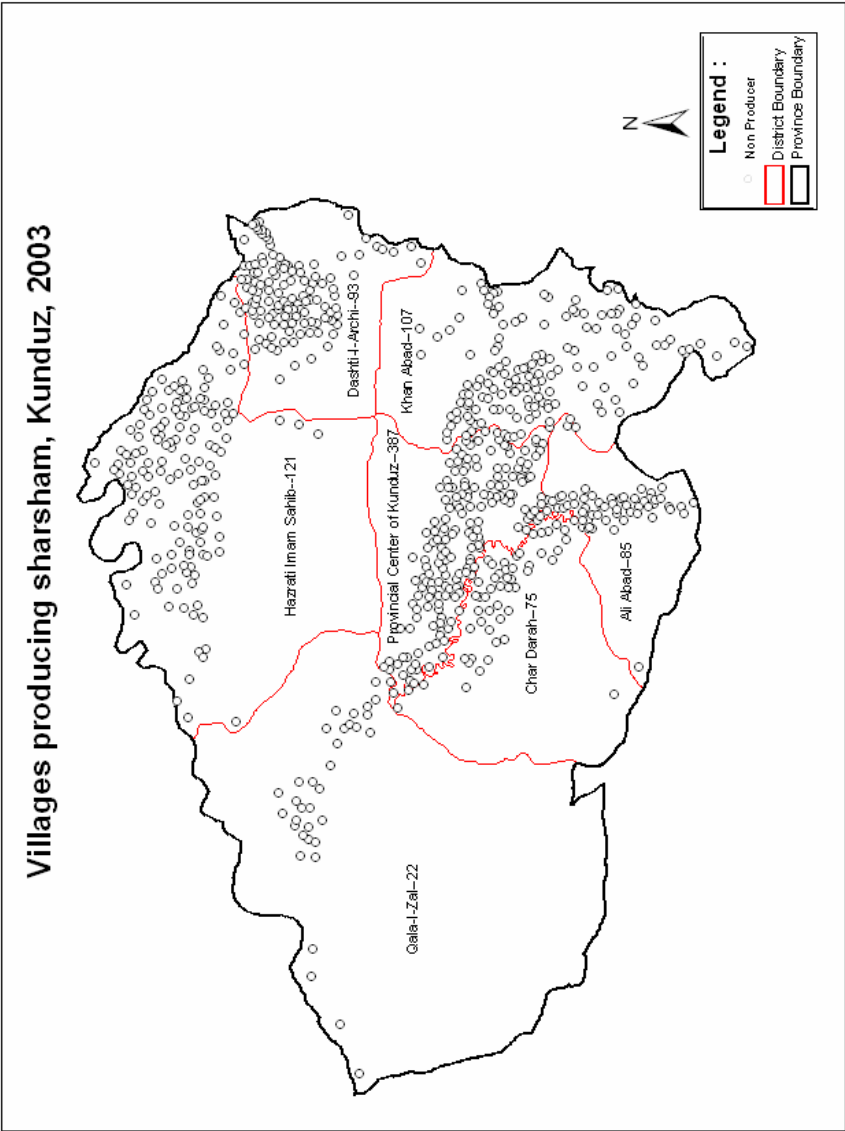 Villages producing sharsham, Kunduz, 2003
Hazrati Imam Sahib--121
Dashti-I-Archi--93
Provincial Center of Kunduz--387
Khan Abad--107
Qala-I-Zal--22
Char Darah--75
Ali Abad--85
N
Legend :
Non Producer
District Boundary
Province Boundary